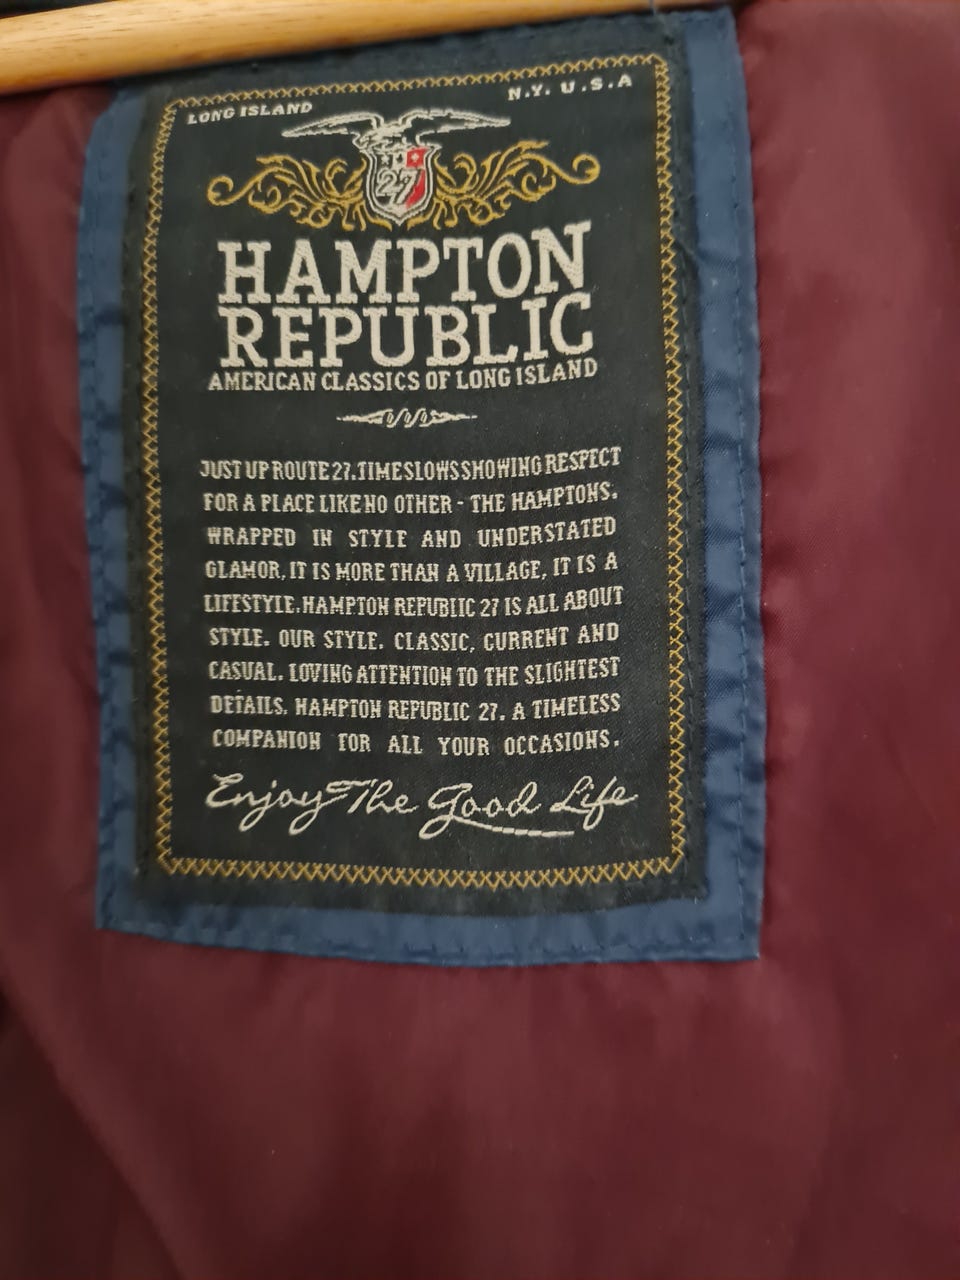 LONG ISLAND N.Y. U.S.A
27
HAMPTON
REPUBLIC
AMERICAN CLASSICS OF LONG ISLAND
JUST UP ROUTE 27. TIME SLOWS SHOWING RESPECT
FOR A PLACE LIKE NO OTHER - THE HAMPTONS.
WRAPPED IN STYLE AND UNDERSTATED
GLAMOR, IT IS MORE THAN A VILLAGE, IT IS A
LIFESTYLE. HAMPTON REPUBLIC 27 IS ALL ABOUT
STYLE. OUR STYLE. CLASSIC, CURRENT AND
CASUAL. LOVING ATTENTION TO THE SLIGHTEST
DETAILS. HAMPTON REPUBLIC 27. A TIMELESS
COMPANION FOR ALL YOUR OCCASIONS.
Enjoy The Good Life